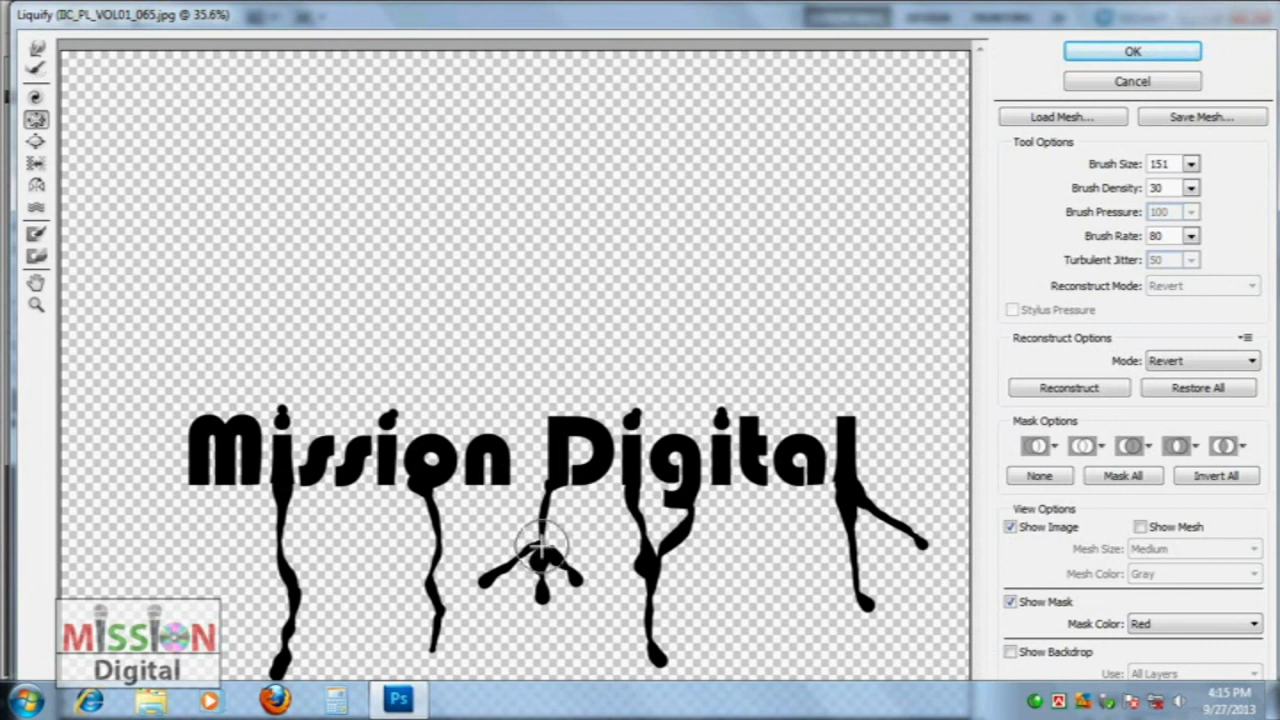 Liquify (IIC_PL_VOL01_065.jpg @ 35.6%)
OK
Cancel
Load Mesh...
Save Mesh...
Tool Options
Brush Size: 151
Brush Density: 30
Brush Pressure: 100
Brush Rate: 80
Turbulent Jitter: 50
Reconstruct Mode: Revert
Stylus Pressure
Reconstruct Options
Mode: Revert
Reconstruct
Restore All
Mask Options
None
Mask All
Invert All
View Options
Show Image
Show Mesh
Mesh Size: Medium
Mesh Color: Gray
Show Mask
Mask Color: Red
Show Backdrop
Use: All Layers
Mission Digital
MiSSiON
Digital
Ps
4:15 PM
9/27/2013